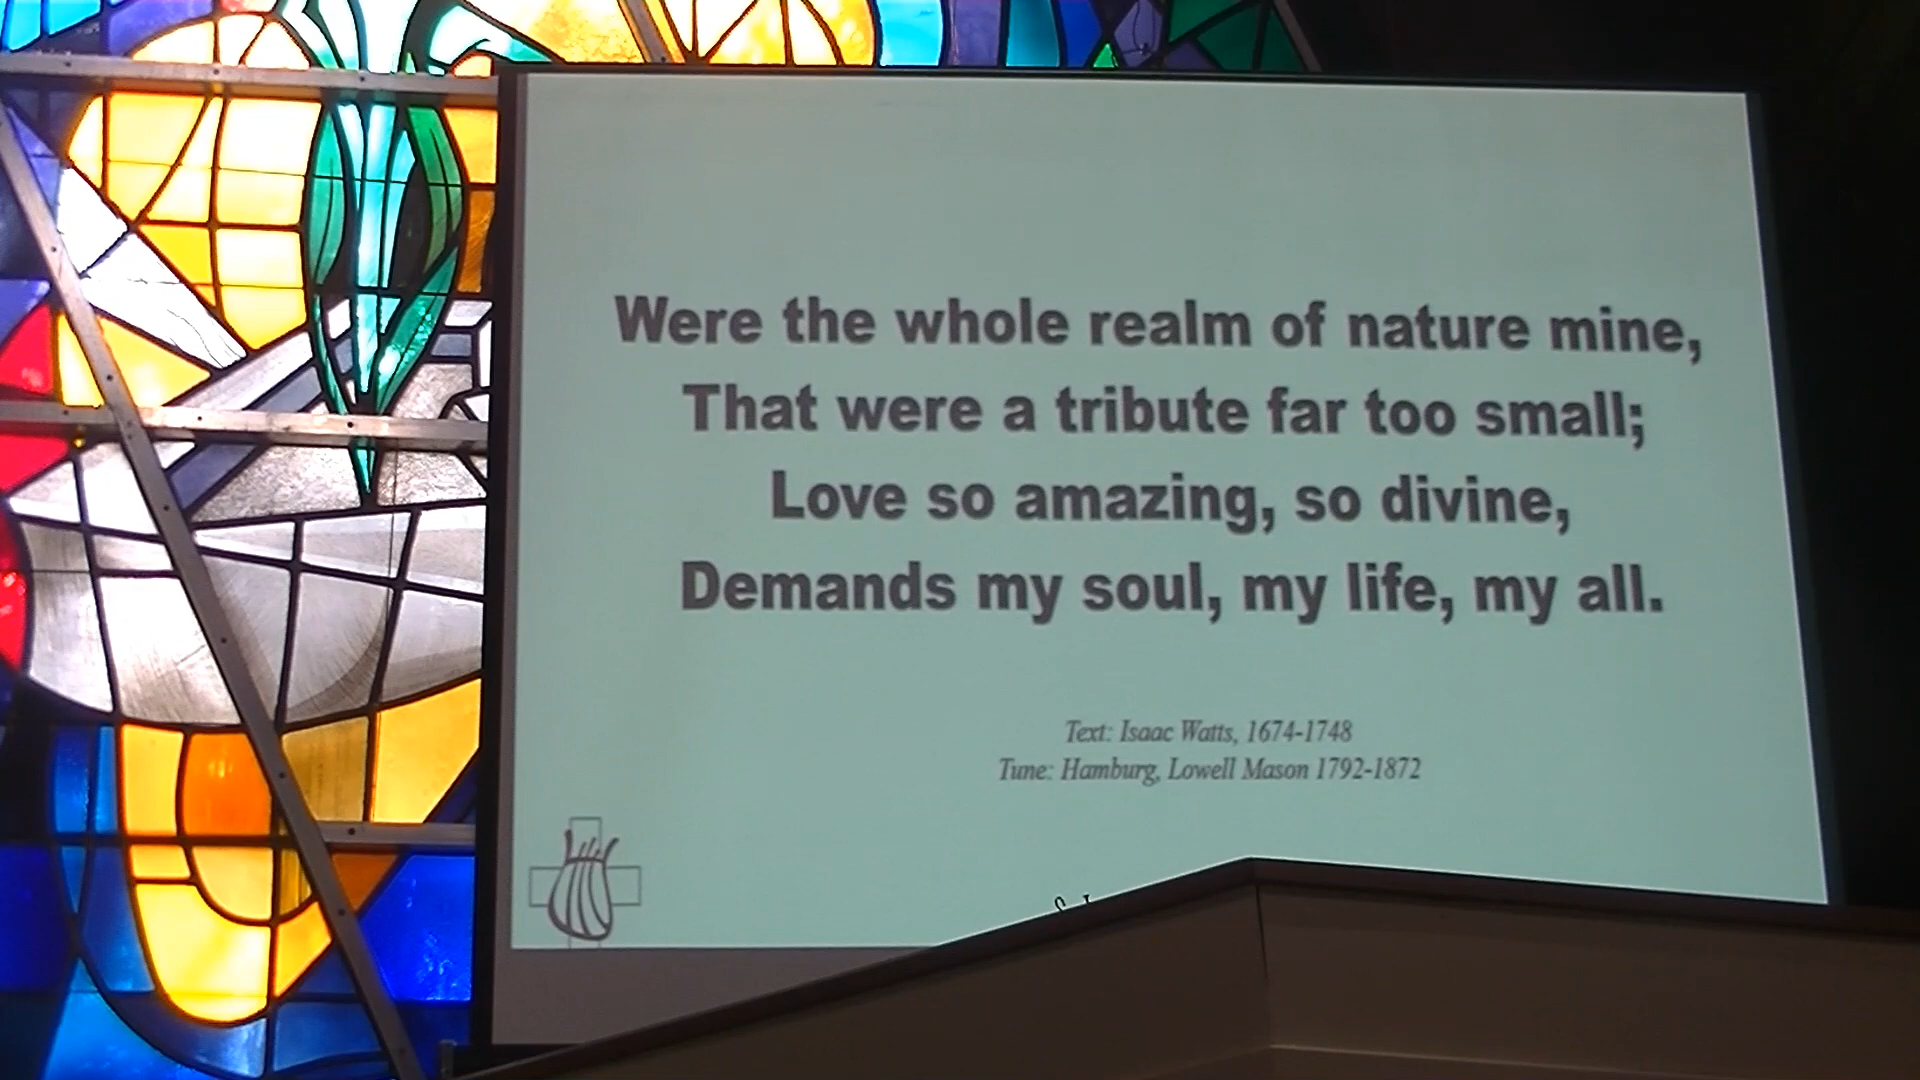 Were the whole realm of nature mine,
That were a tribute far too small;
Love so amazing, so divine,
Demands my soul, my life, my all.
Text: Isaac Watts, 1674-1748
Tune: Hamburg, Lowell Mason 1792-1872